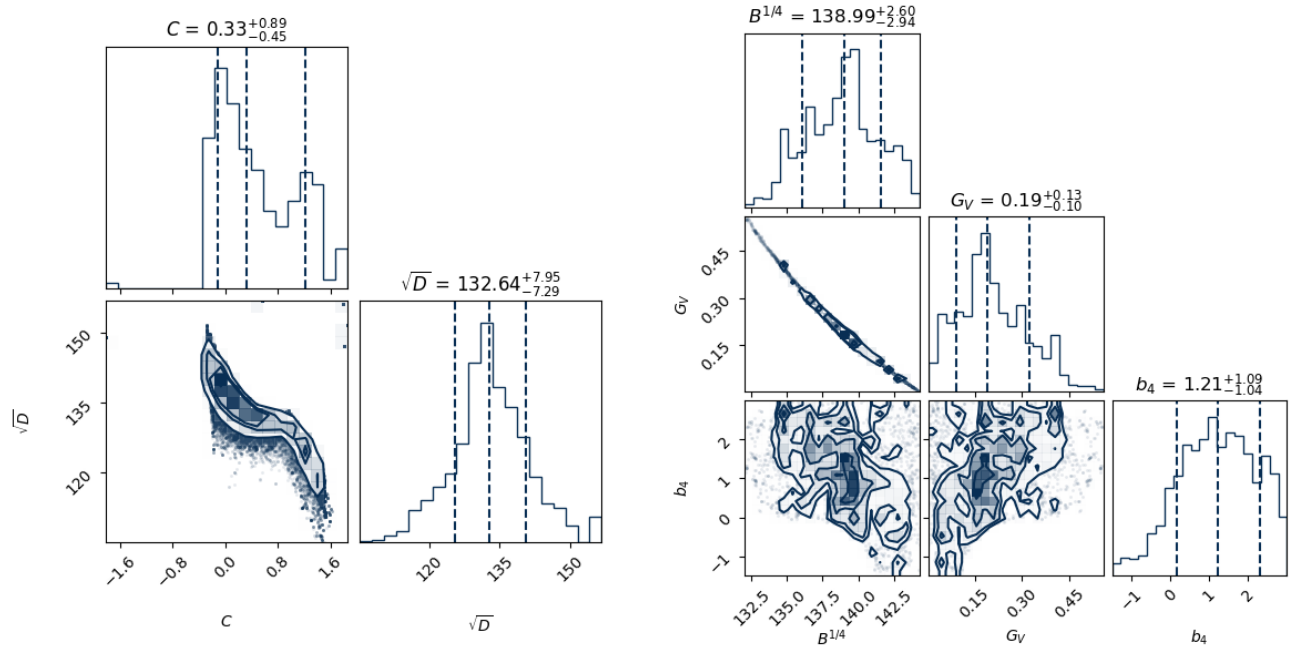 B^{1/4} = 138.99^{+2.60}_{−2.94}
C = 0.33^{+0.89}_{−0.45}
G_V = 0.19^{+0.13}_{−0.10}
√D = 132.64^{+7.95}_{−7.29}
b_4 = 1.21^{+1.09}_{−1.04}
√D
150
135
120
−1.6
−0.8
0.0
0.8
1.6
C
120
135
150
√D
G_V
0.45
0.30
0.15
b_4
2
1
0
−1
132.5
135.0
137.5
140.0
142.5
B^{1/4}
0.15
0.30
0.45
G_V
−1
0
1
2
b_4